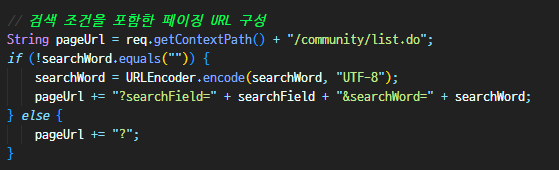 // 검색 조건을 포함한 페이징 URL 구성
String pageUrl = req.getContextPath() + "/community/list.do";
if (!searchWord.equals("")) {
    searchWord = URLEncoder.encode(searchWord, "UTF-8");
    pageUrl += "?searchField=" + searchField + "&searchWord=" + searchWord;
} else {
    pageUrl += "?";
}